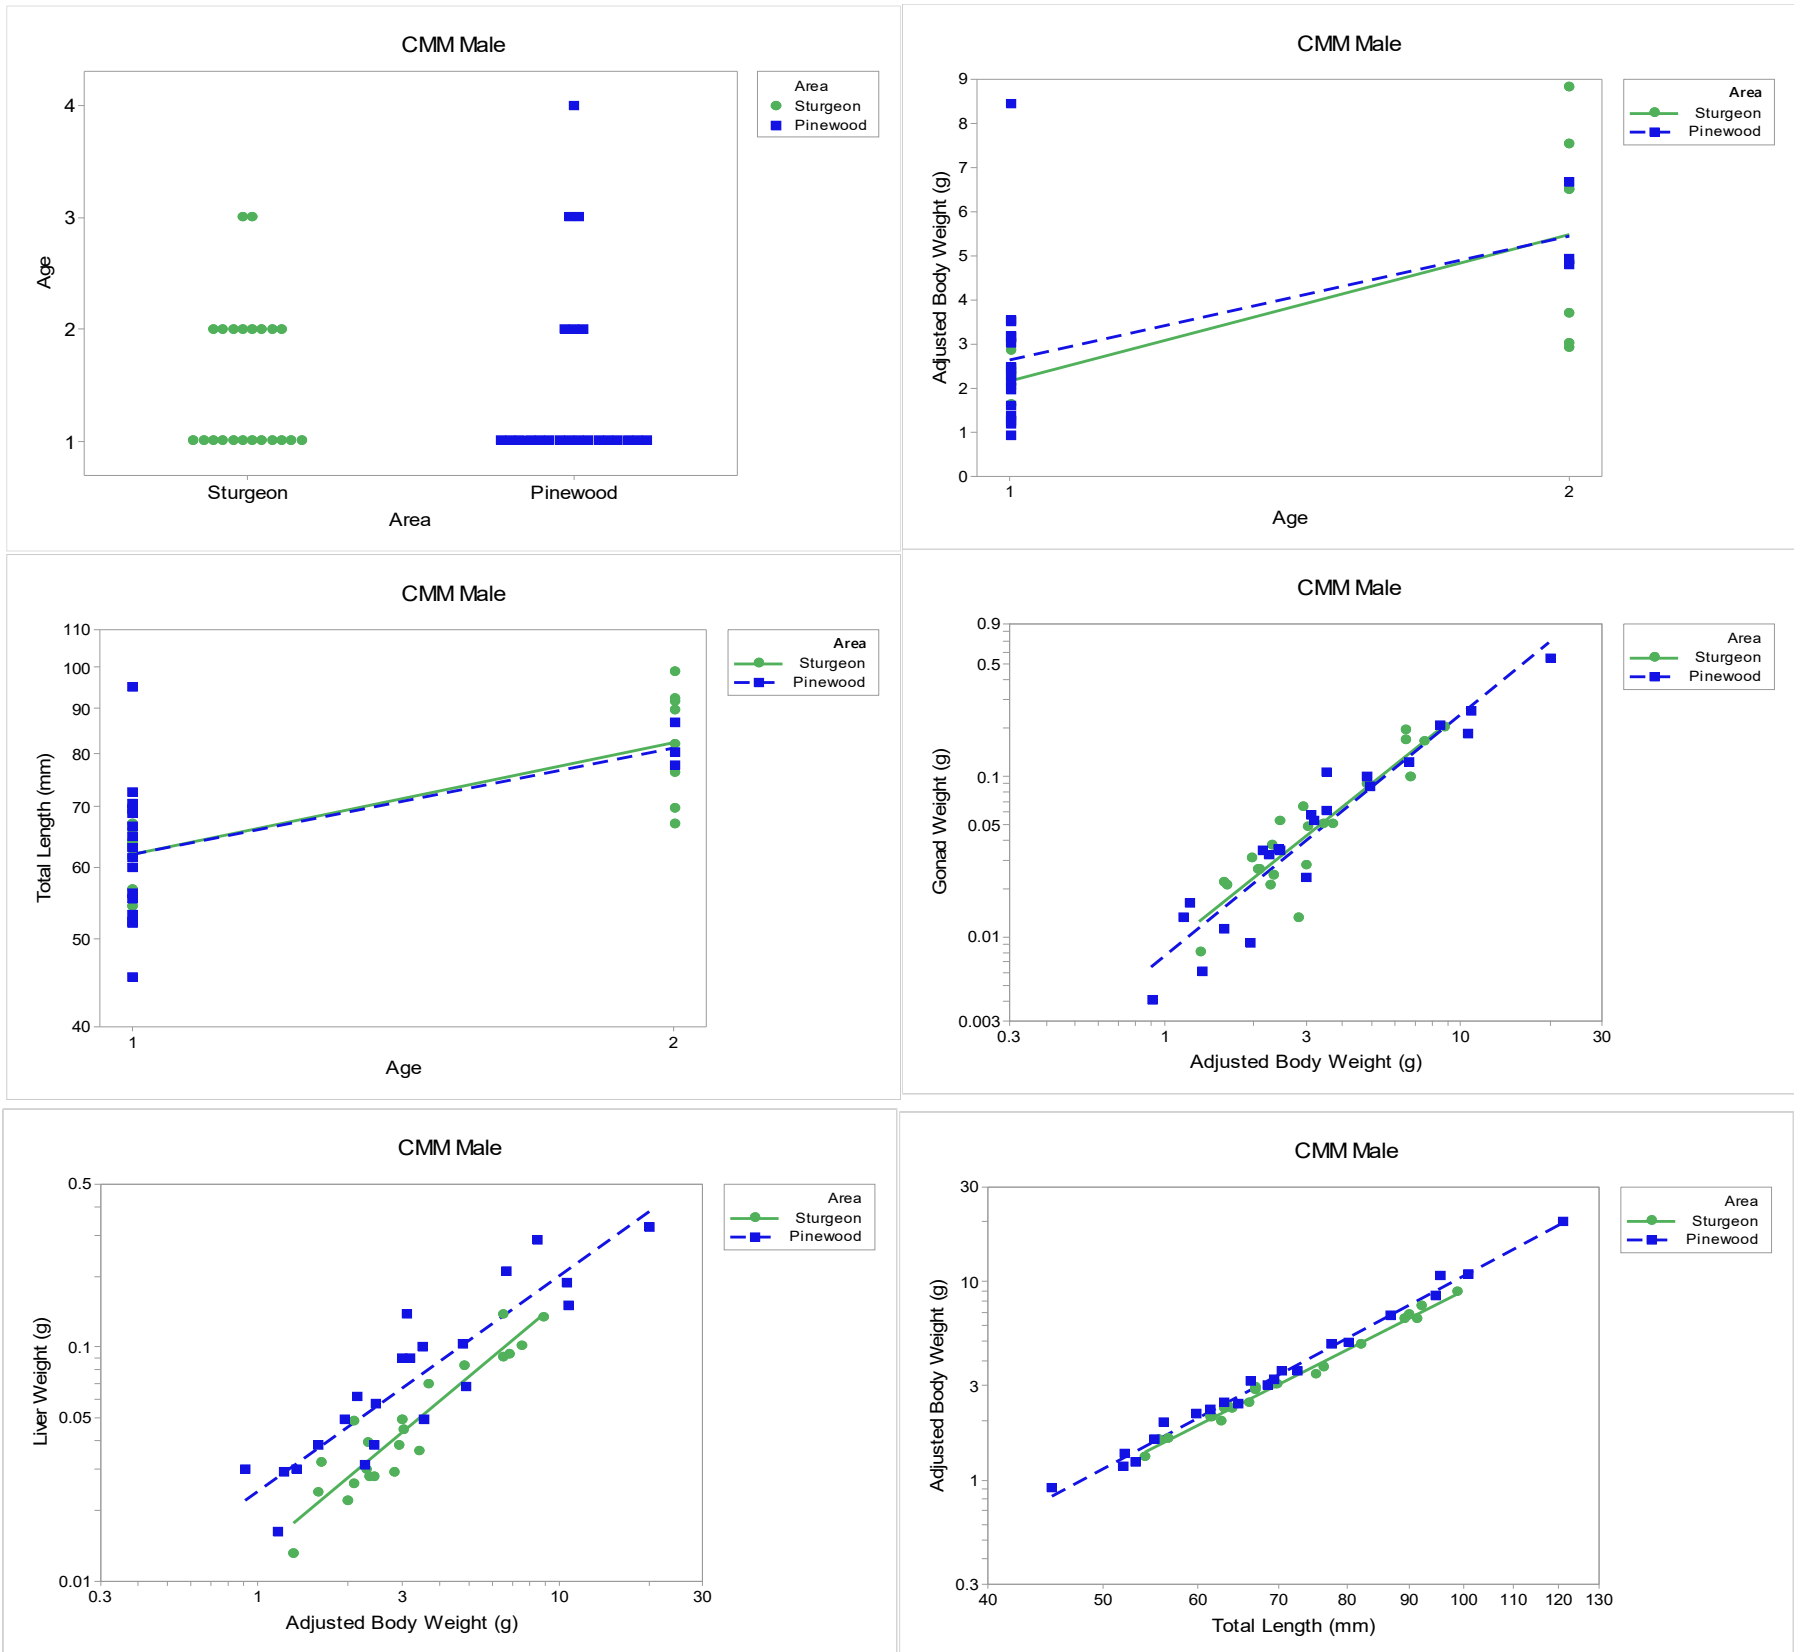 CMM Male
4
3
2
1
Age
Sturgeon
Pinewood
Area
Area
Sturgeon
Pinewood
CMM Male
9
8
7
6
5
4
3
2
1
0
Adjusted Body Weight (g)
1
2
Age
Area
Sturgeon
Pinewood
CMM Male
110
100
90
80
70
60
50
40
Total Length (mm)
1
2
Age
Area
Sturgeon
Pinewood
CMM Male
0.9
0.5
0.1
0.05
0.01
0.003
Gonad Weight (g)
0.3
1
3
10
30
Adjusted Body Weight (g)
Area
Sturgeon
Pinewood
CMM Male
0.5
0.1
0.05
0.01
Liver Weight (g)
0.3
1
3
10
30
Adjusted Body Weight (g)
Area
Sturgeon
Pinewood
CMM Male
30
10
3
1
0.3
Adjusted Body Weight (g)
40
50
60
70
80
90
100
110
120
130
Total Length (mm)
Area
Sturgeon
Pinewood